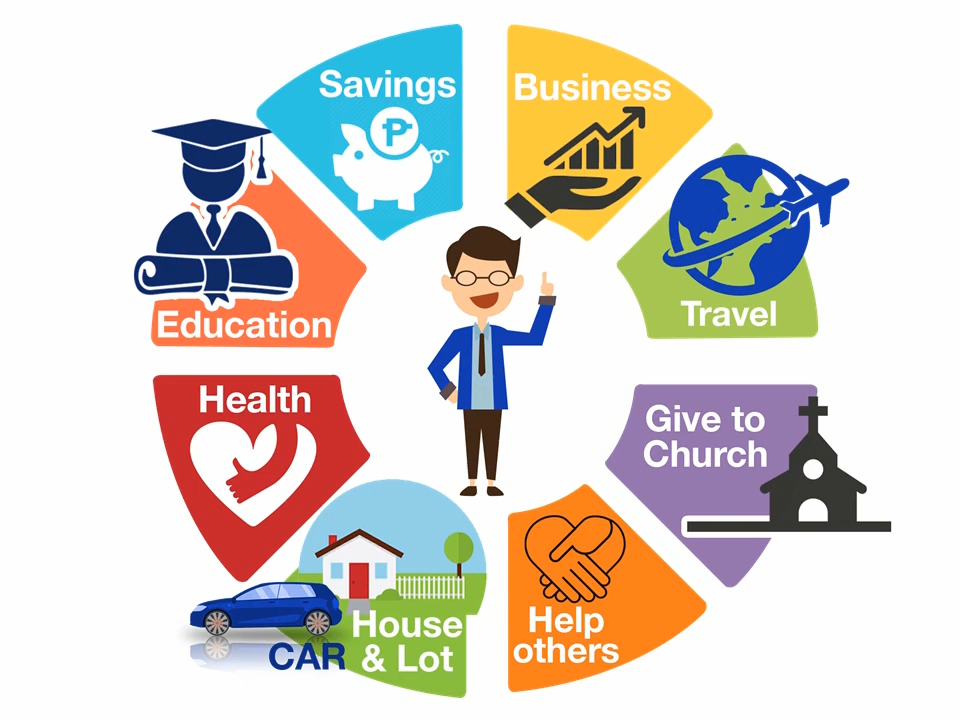 Savings
₱
Business
Education
Travel
Health
Give to
Church
CAR
House
& Lot
Help
others